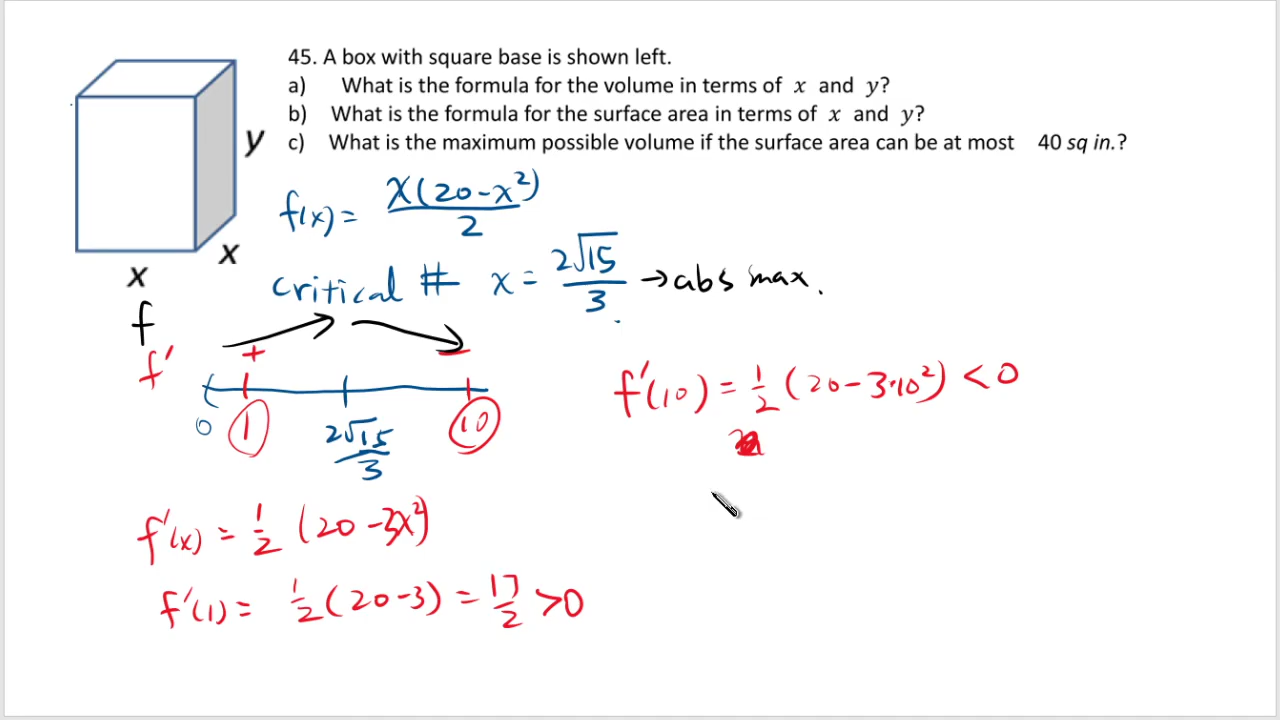 45. A box with square base is shown left.
a) What is the formula for the volume in terms of x and y?
b) What is the formula for the surface area in terms of x and y?
c) What is the maximum possible volume if the surface area can be at most 40 sq in.?
y
x
x
f(x) = x(20-x²)/2
critical # x = 2√15/3 → abs max.
f
f' + −
0 1 2√15/3 10
f'(10) = 1/2 (20-3·10²) < 0
f'(x) = 1/2 (20-3x²)
f'(1) = 1/2 (20-3) = 17/2 >0